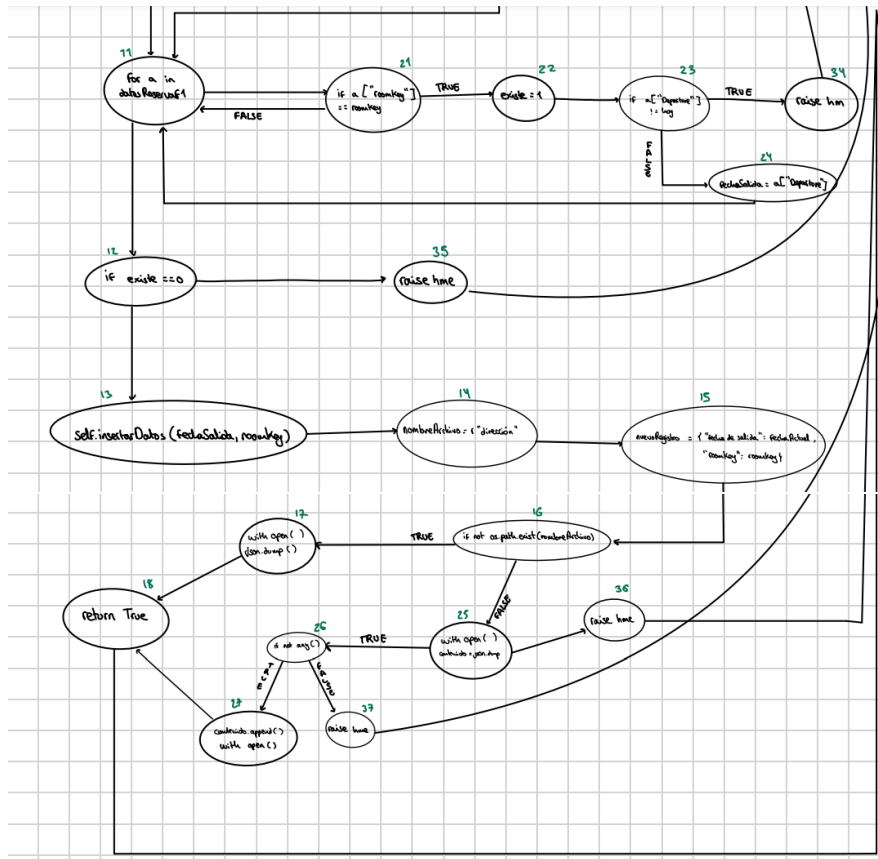 11
for a in
datosReservaF1
21
if a ["roomKey"]
== roomkey
TRUE
FALSE
22
existe = 1
23
if a["Departure"]
!= hoy
TRUE
FALSE
34
raise hm
24
fechaSalida = a["Departure"]
12
if existe ==0
35
raise hme
13
self.insertarDatos (fechaSalida, roomkey)
14
nombreArchivo = r "dirección"
15
nuevoRegistro = { "fecha de salida": fechaActual,
"roomKey": roomkey}
16
if not os.path.exist(nombreArchivo)
TRUE
FALSE
17
with open( )
json.dump ( )
18
return True
25
with open( )
contenido = json.dmp
TRUE
36
raise hme
26
if not any( )
TRUE
FALSE
27
contenido.append()
with open ( )
37
raise hme